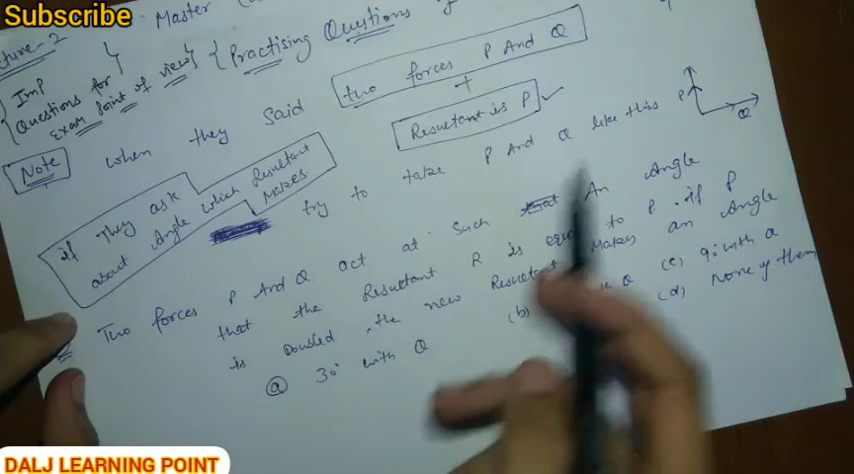 Subscribe
Master
Lecture-2
{ Imp
Questions for
Exam point of view } { Practising Questions of
Note when they said two forces P And Q
+
Resultant is P ✓
if They ask
about Angle which Resultant
Makes try to take P And Q like this P
Q
Two forces P And Q act at such An Angle
that the Resultant R is equal to P. if P
is Doubled, the new Resultant Makes an Angle
(a) 30° with Q (b) Q (c) 90 with Q
(d) None of them
DALJ LEARNING POINT